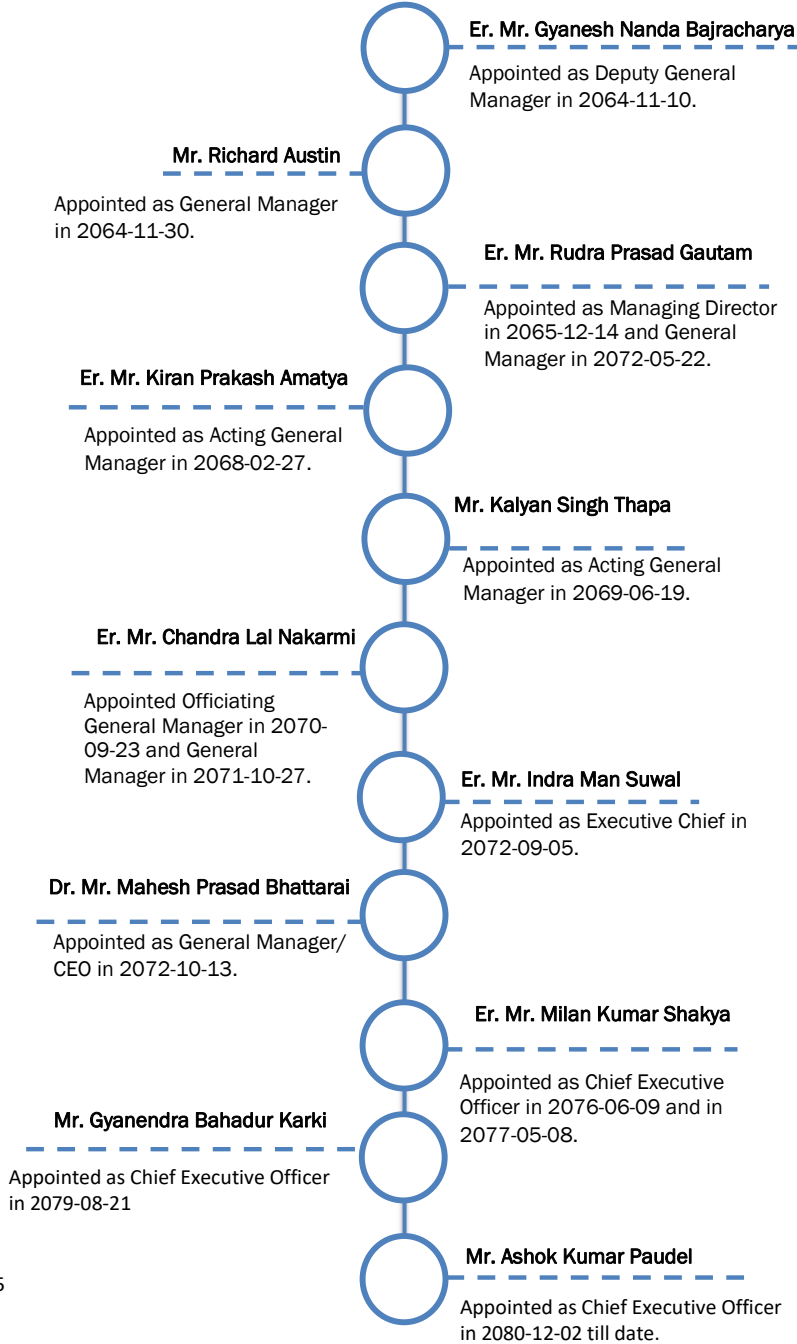 Er. Mr. Gyanesh Nanda Bajracharya
Appointed as Deputy General
Manager in 2064-11-10.
Mr. Richard Austin
Appointed as General Manager
in 2064-11-30.
Er. Mr. Rudra Prasad Gautam
Appointed as Managing Director
in 2065-12-14 and General
Manager in 2072-05-22.
Er. Mr. Kiran Prakash Amatya
Appointed as Acting General
Manager in 2068-02-27.
Mr. Kalyan Singh Thapa
Appointed as Acting General
Manager in 2069-06-19.
Er. Mr. Chandra Lal Nakarmi
Appointed Officiating
General Manager in 2070-
09-23 and General
Manager in 2071-10-27.
Er. Mr. Indra Man Suwal
Appointed as Executive Chief in
2072-09-05.
Dr. Mr. Mahesh Prasad Bhattarai
Appointed as General Manager/
CEO in 2072-10-13.
Er. Mr. Milan Kumar Shakya
Appointed as Chief Executive
Officer in 2076-06-09 and in
2077-05-08.
Mr. Gyanendra Bahadur Karki
Appointed as Chief Executive Officer
in 2079-08-21
Mr. Ashok Kumar Paudel
Appointed as Chief Executive Officer
in 2080-12-02 till date.